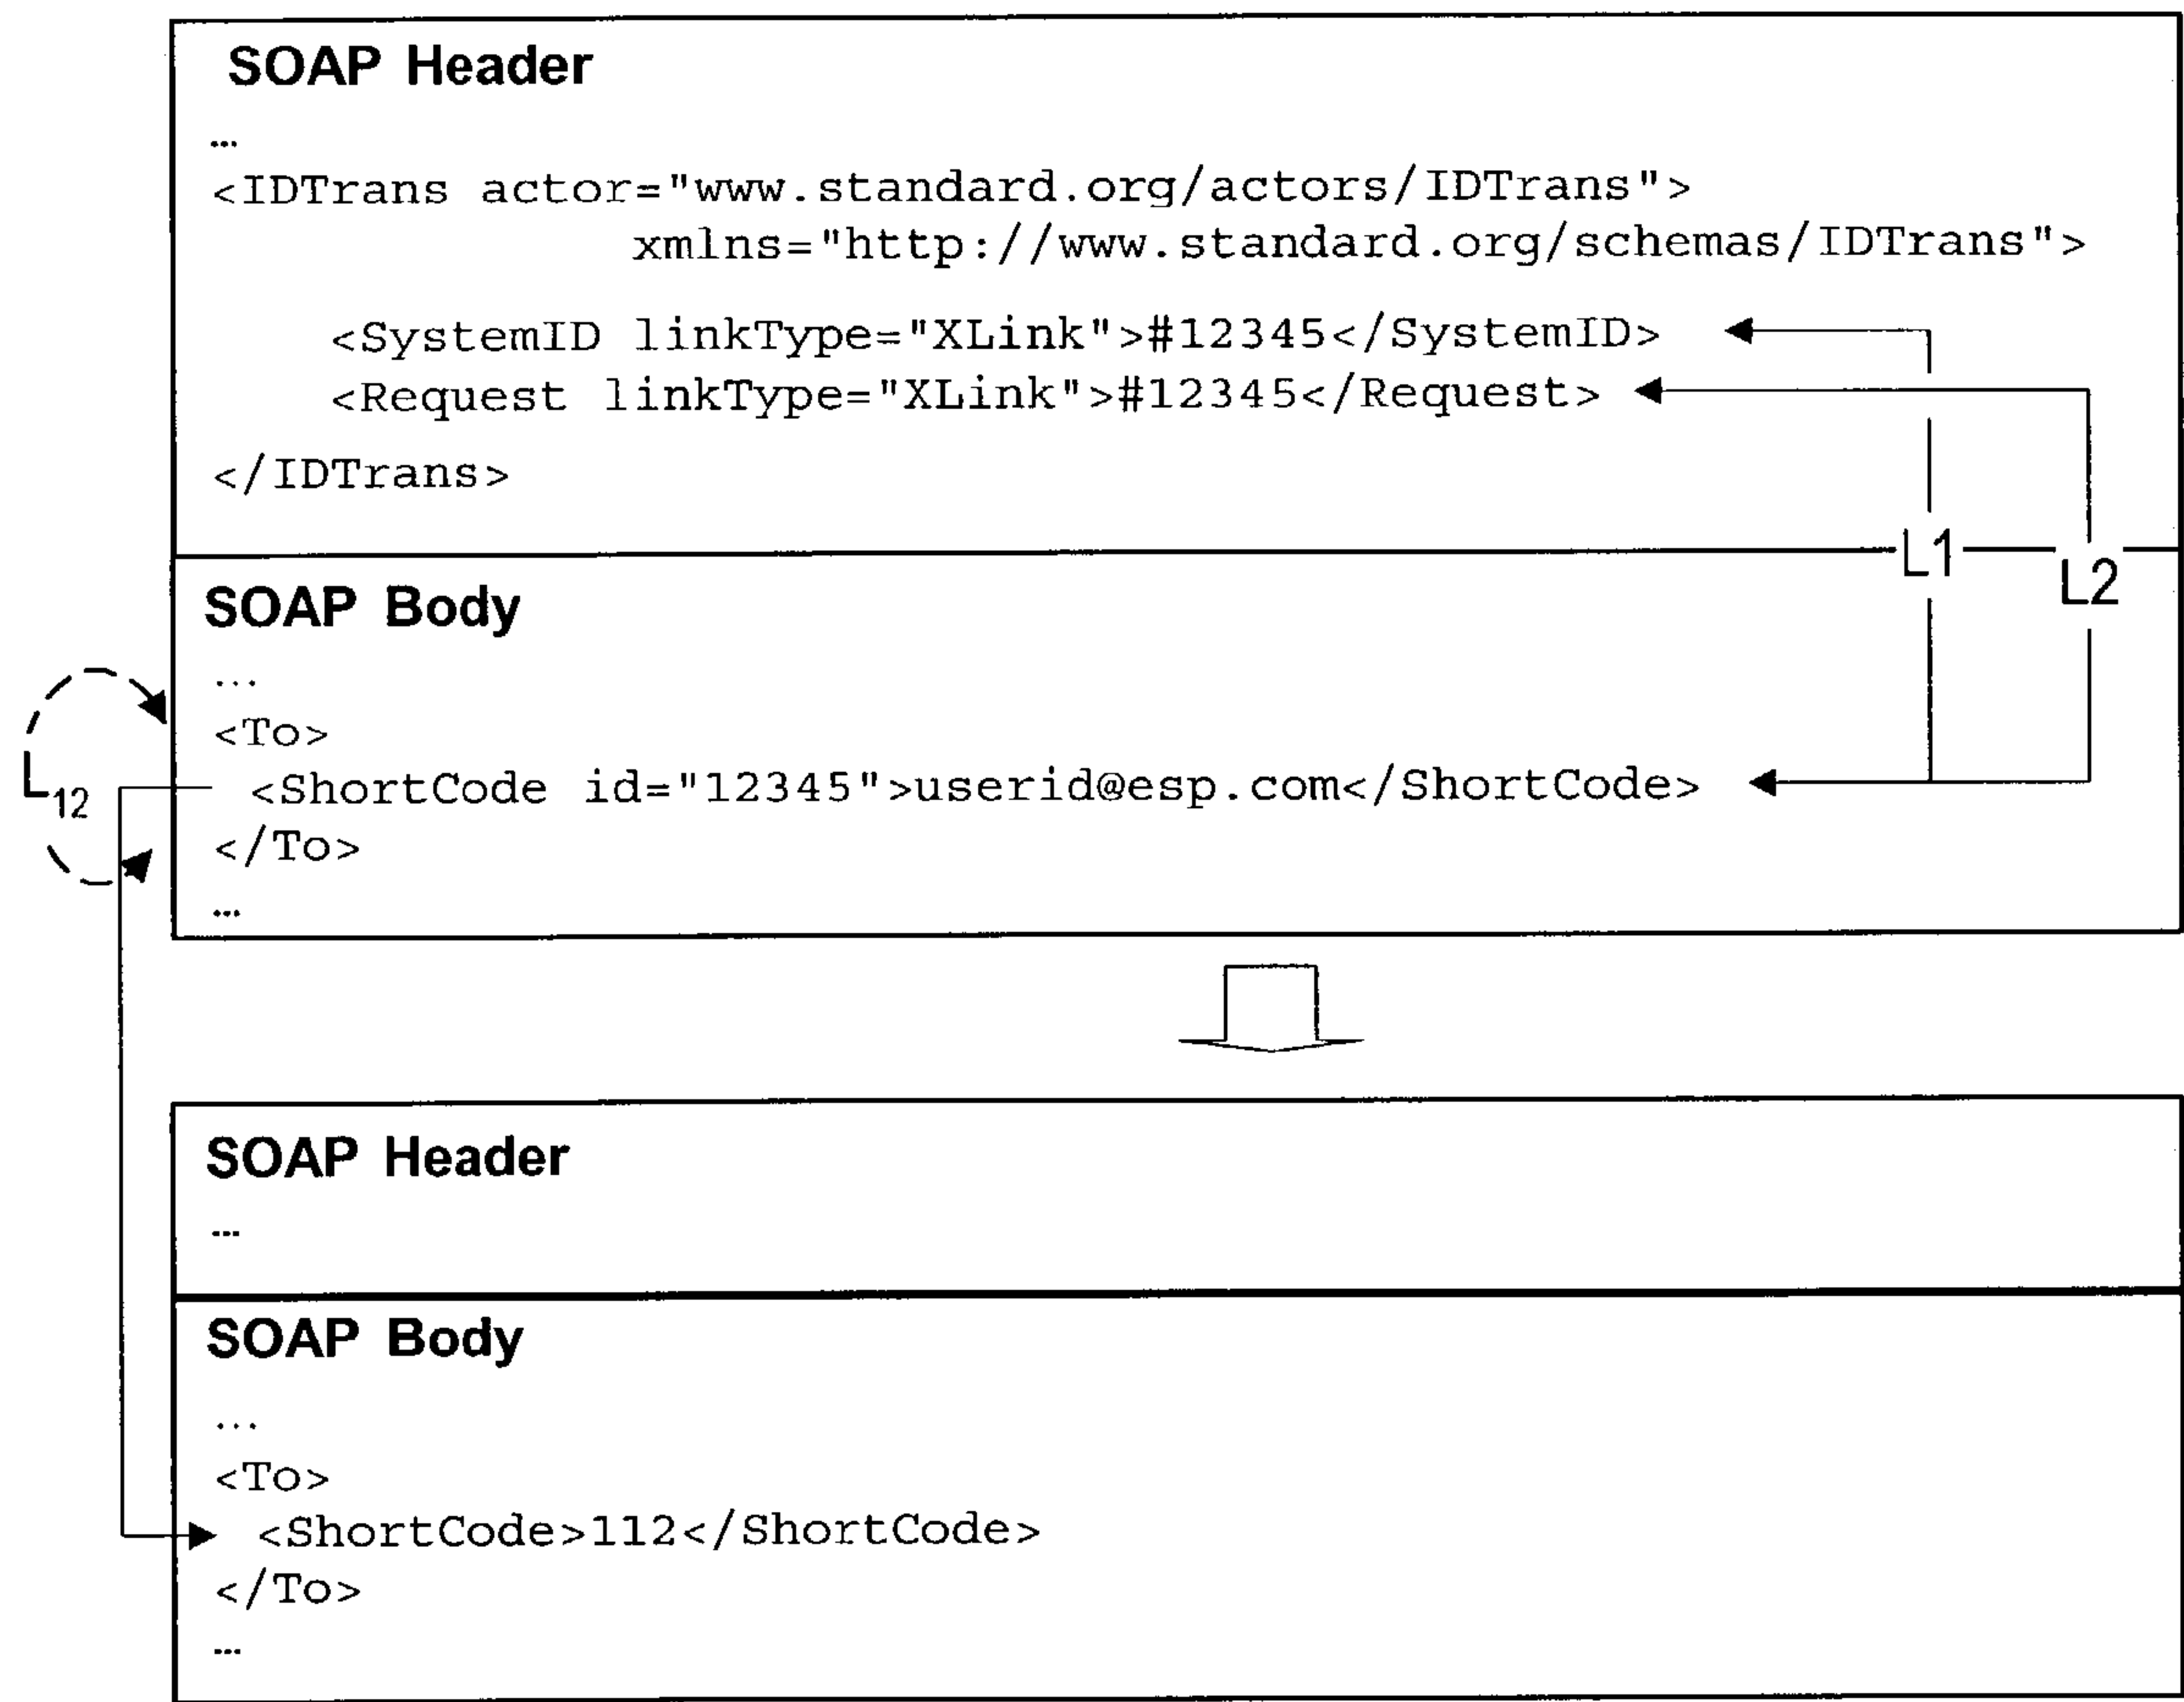 SOAP Header
...
<IDTrans actor="www.standard.org/actors/IDTrans">
xmlns="http://www.standard.org/schemas/IDTrans">
<SystemID linkType="XLink">#12345</SystemID>
<Request linkType="XLink">#12345</Request>
</IDTrans>
L1
L2
SOAP Body
...
<To>
L12
<ShortCode id="12345">userid@esp.com</ShortCode>
</To>
...
SOAP Header
...
SOAP Body
...
<To>
<ShortCode>112</ShortCode>
</To>
...